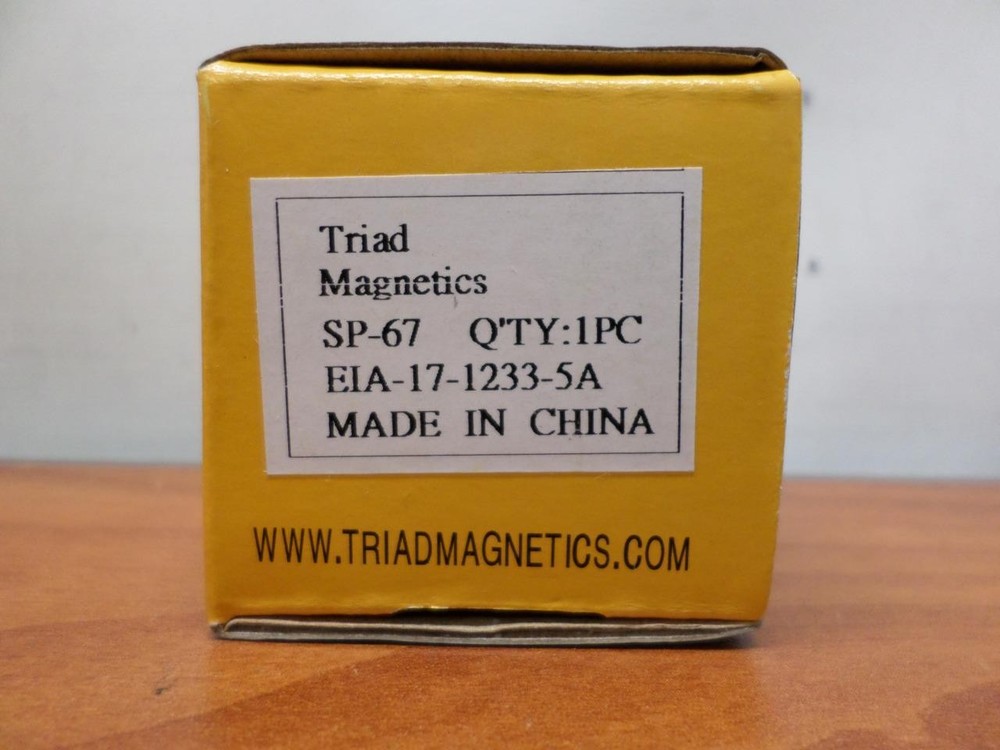 Triad
Magnetics
SP-67 Q'TY:1PC
EIA-17-1233-5A
MADE IN CHINA
WWW.TRIADMAGNETICS.COM